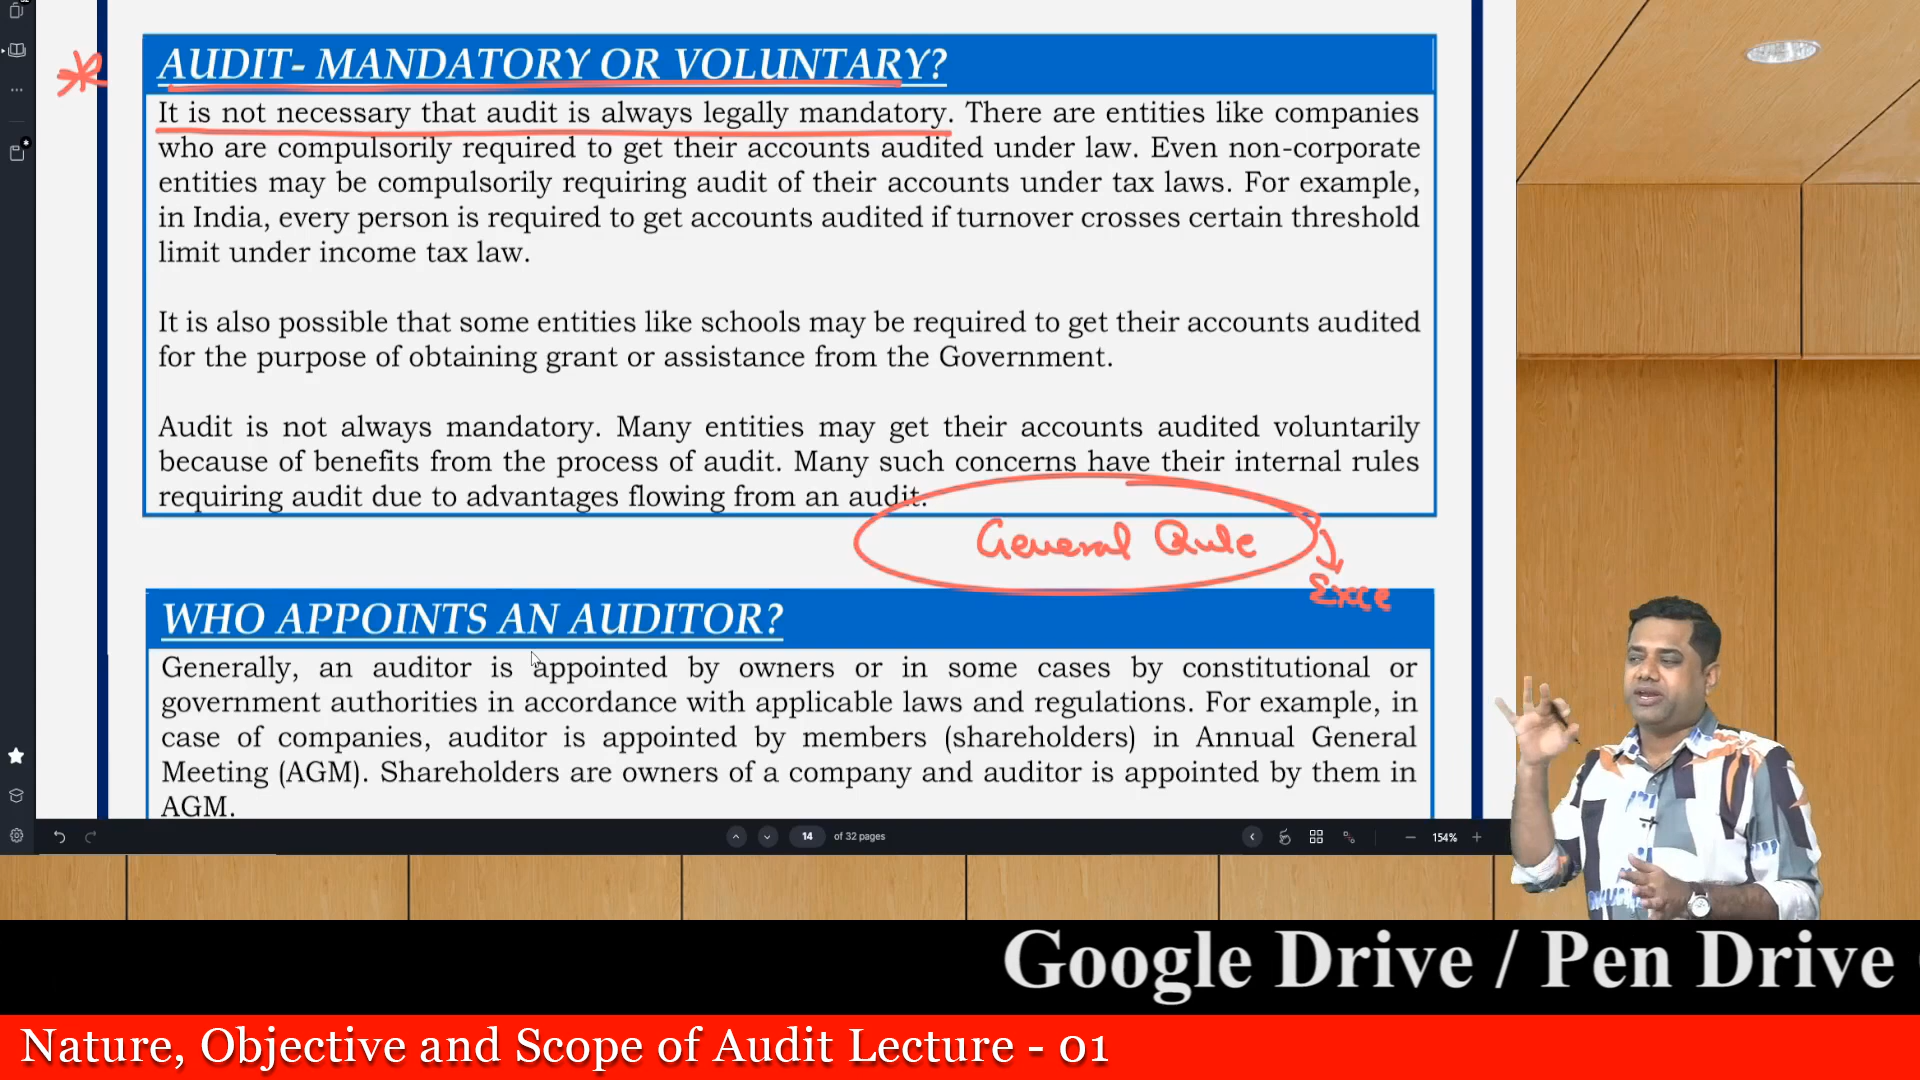 AUDIT- MANDATORY OR VOLUNTARY?
It is not necessary that audit is always legally mandatory. There are entities like companies
who are compulsorily required to get their accounts audited under law. Even non-corporate
entities may be compulsorily requiring audit of their accounts under tax laws. For example,
in India, every person is required to get accounts audited if turnover crosses certain threshold
limit under income tax law.
It is also possible that some entities like schools may be required to get their accounts audited
for the purpose of obtaining grant or assistance from the Government.
Audit is not always mandatory. Many entities may get their accounts audited voluntarily
because of benefits from the process of audit. Many such concerns have their internal rules
requiring audit due to advantages flowing from an audit.
General Rule
Exce
WHO APPOINTS AN AUDITOR?
Generally, an auditor is appointed by owners or in some cases by constitutional or
government authorities in accordance with applicable laws and regulations. For example, in
case of companies, auditor is appointed by members (shareholders) in Annual General
Meeting (AGM). Shareholders are owners of a company and auditor is appointed by them in
AGM.
14 of 32 pages
154%
Google Drive / Pen Drive
Nature, Objective and Scope of Audit Lecture - 01